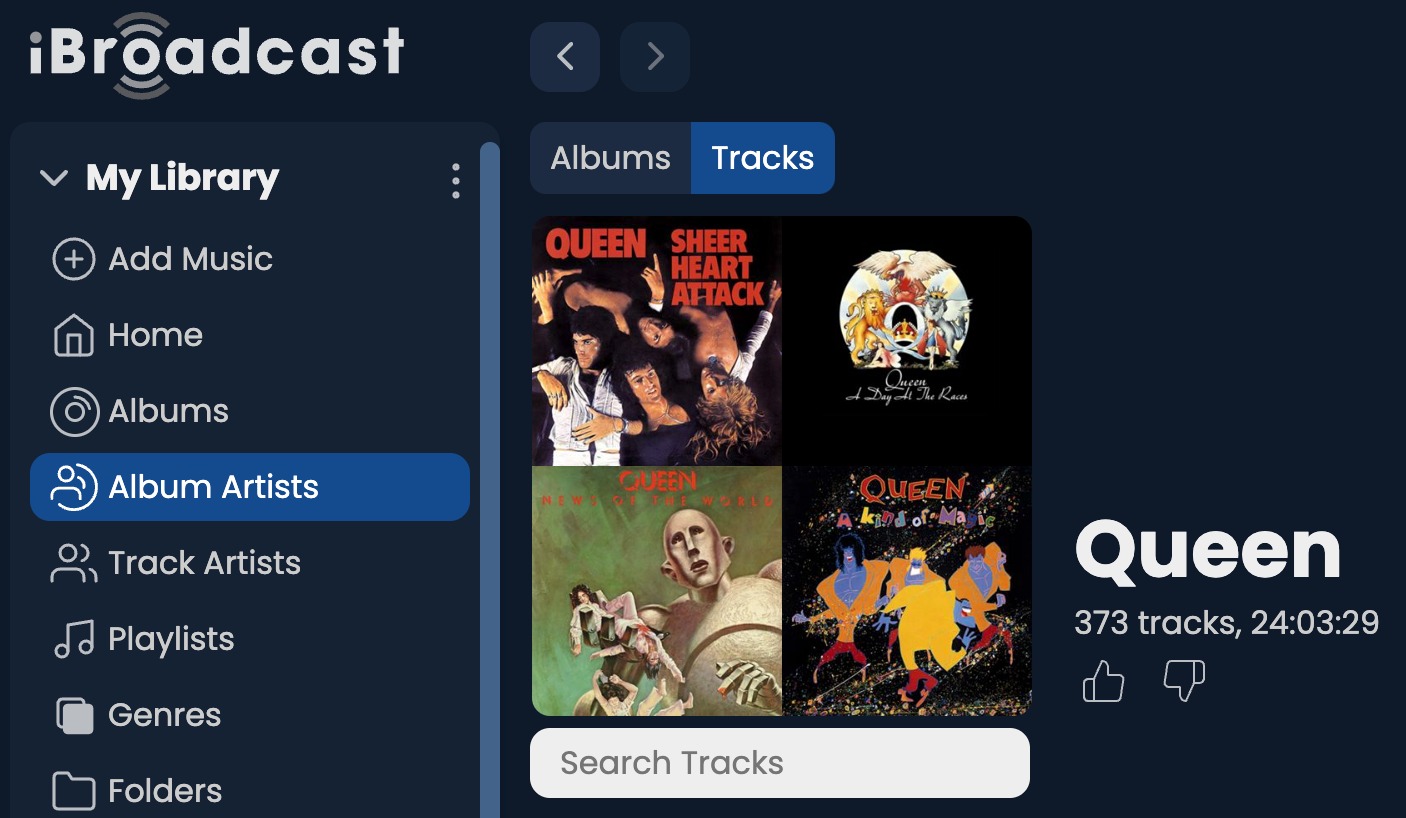 iBroadcast
My Library
Add Music
Home
Albums
Album Artists
Track Artists
Playlists
Genres
Folders
Albums
Tracks
QUEEN SHEER
HEART
ATTACK
Queen
A Day At The Races
QUEEN
NEWS OF THE WORLD
QUEEN
A kind of Magic
Queen
373 tracks, 24:03:29
Search Tracks